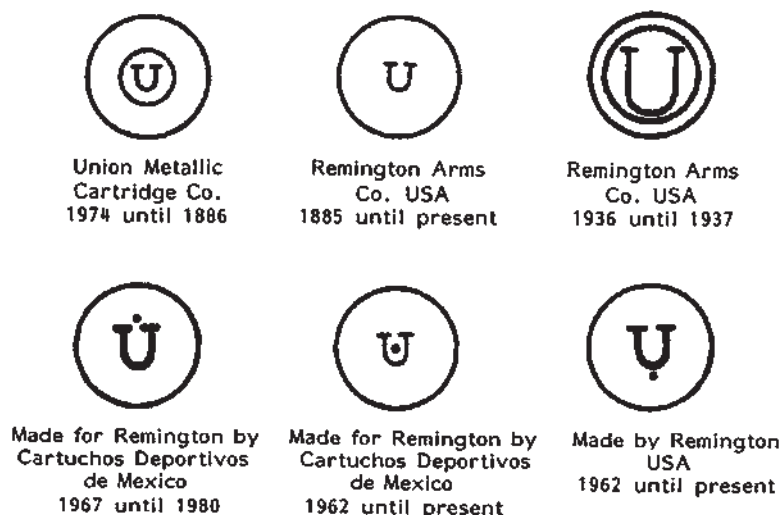 U
U
U
Union Metallic
Cartridge Co.
1974 until 1886
Remington Arms
Co. USA
1885 until present
Remington Arms
Co. USA
1936 until 1937
U
U
U
Made for Remington by
Cartuchos Deportivos
de Mexico
1967 until 1980
Made for Remington by
Cartuchos Deportivos
de Mexico
1962 until present
Made by Remington
USA
1962 until present